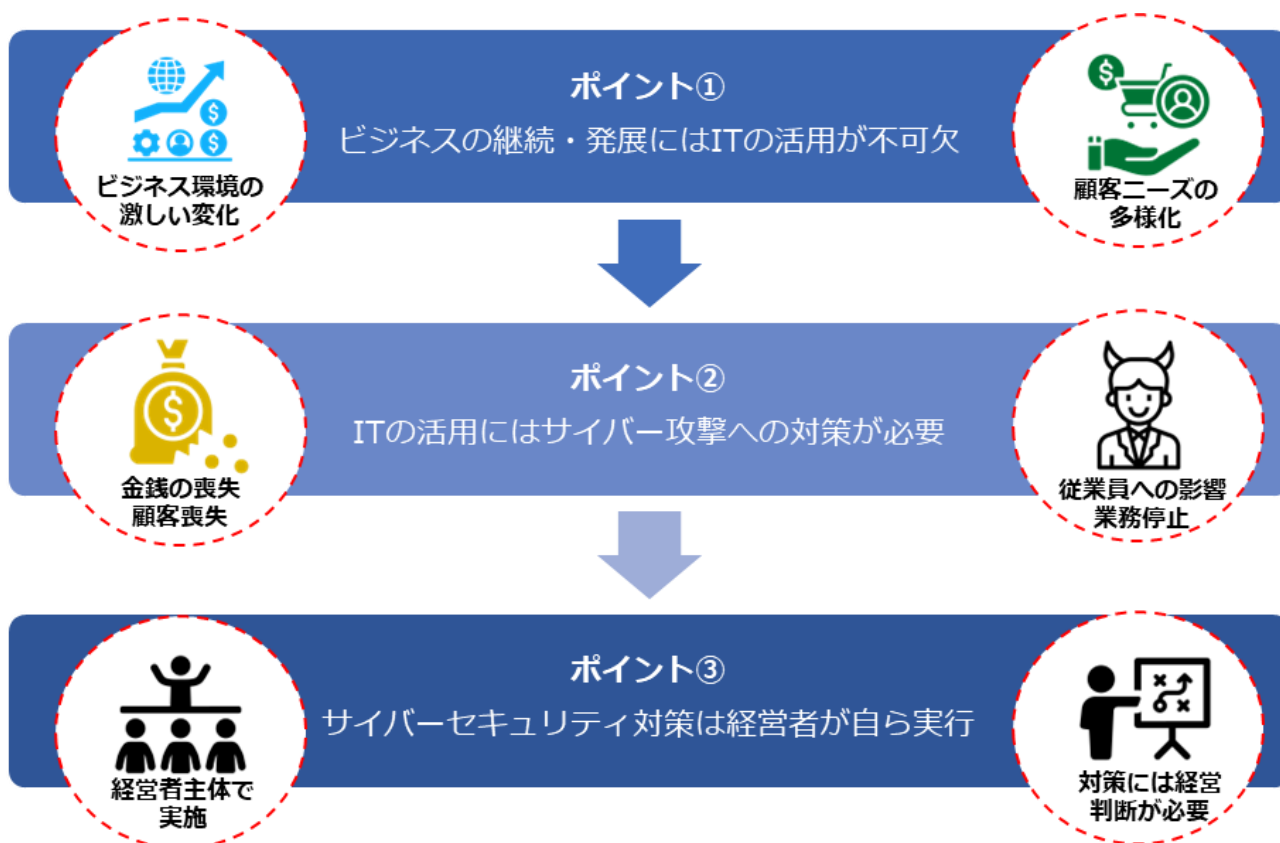 ポイント①
ビジネスの継続・発展にはITの活用が不可欠
ビジネス環境の
激しい変化
顧客ニーズの
多様化
ポイント②
ITの活用にはサイバー攻撃への対策が必要
金銭の喪失
顧客喪失
従業員への影響
業務停止
ポイント③
サイバーセキュリティ対策は経営者が自ら実行
経営者主体で
実施
対策には経営
判断が必要